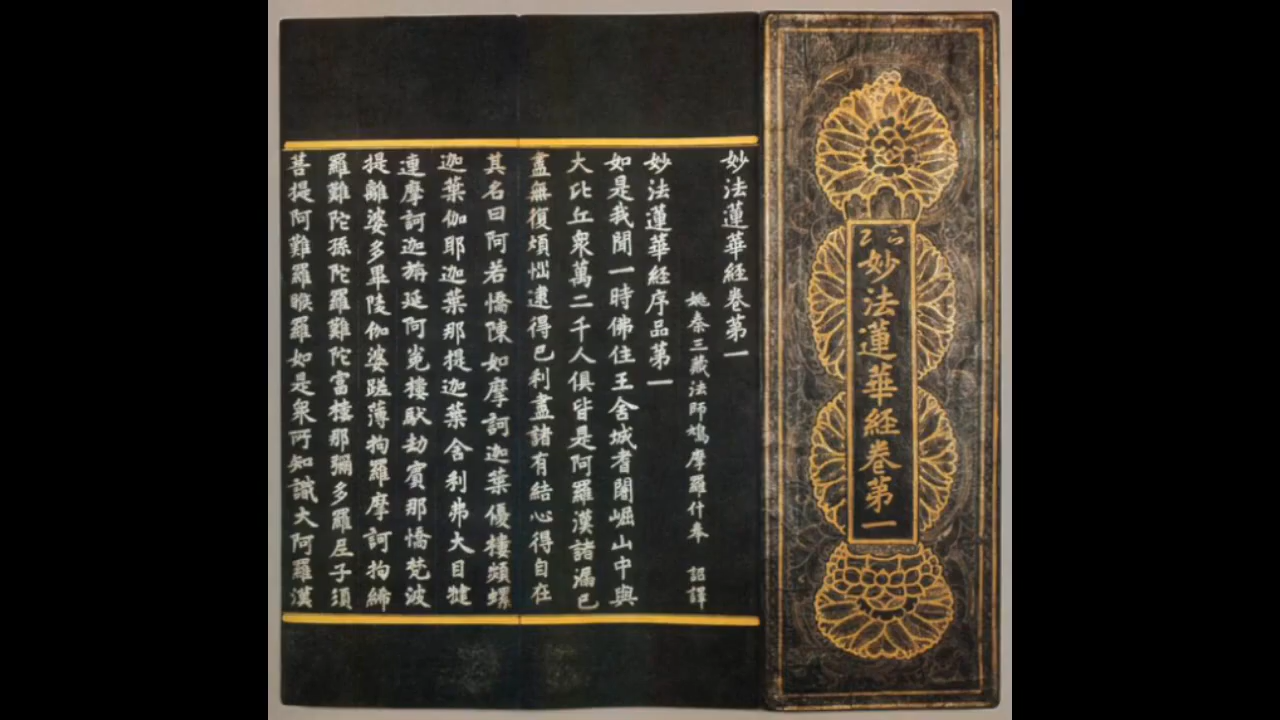 妙法蓮華經卷第一
妙法蓮華經卷第一
姚秦三藏法師鳩摩羅什奉 詔譯
妙法蓮華經序品第一
如是我聞一時佛住王舍城耆闍崛山中與
大比丘衆萬二千人俱皆是阿羅漢諸漏已
盡無復煩惱逮得已利盡諸有結心得自在
其名曰阿若憍陳如摩訶迦葉優樓頻螺
迦葉伽耶迦葉那提迦葉舍利弗大目犍
連摩訶迦旃延阿㝹樓馱劫賓那憍梵波
提離婆多畢陵伽婆蹉薄拘羅摩訶拘絺
羅難陀孫陀羅難陀富樓那彌多羅尼子須
菩提阿難羅睺羅如是衆所知識大阿羅漢